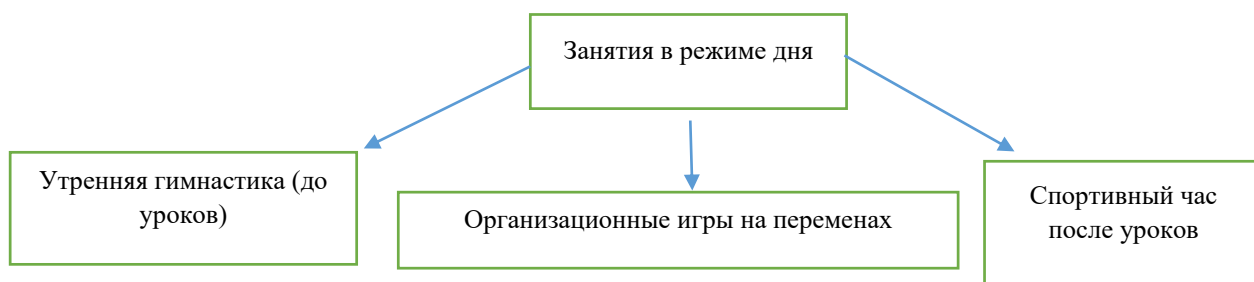 Занятия в режиме дня
Утренняя гимнастика (до
уроков)
Организационные игры на переменах
Спортивный час
после уроков